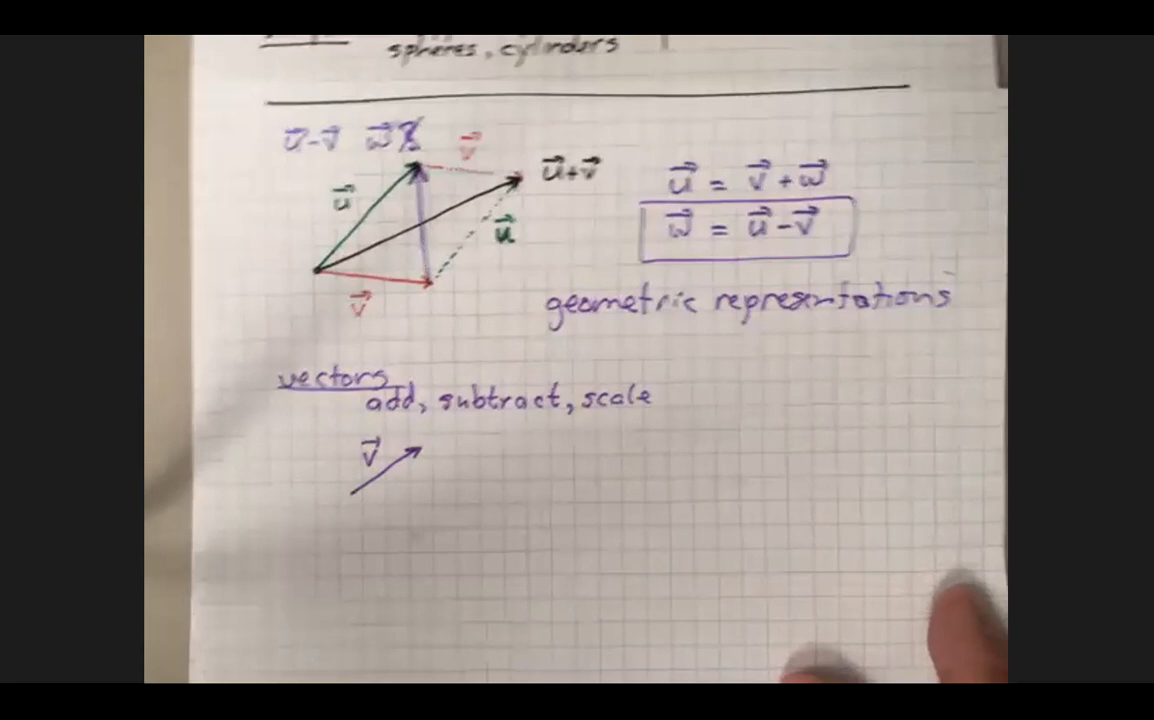 spheres, cylinders
u⃗-v⃗ w⃗
v⃗
u⃗+v⃗
u⃗
u⃗
v⃗
u⃗ = v⃗+w⃗
w⃗ = u⃗-v⃗
geometric representations
vectors
add, subtract, scale
v⃗